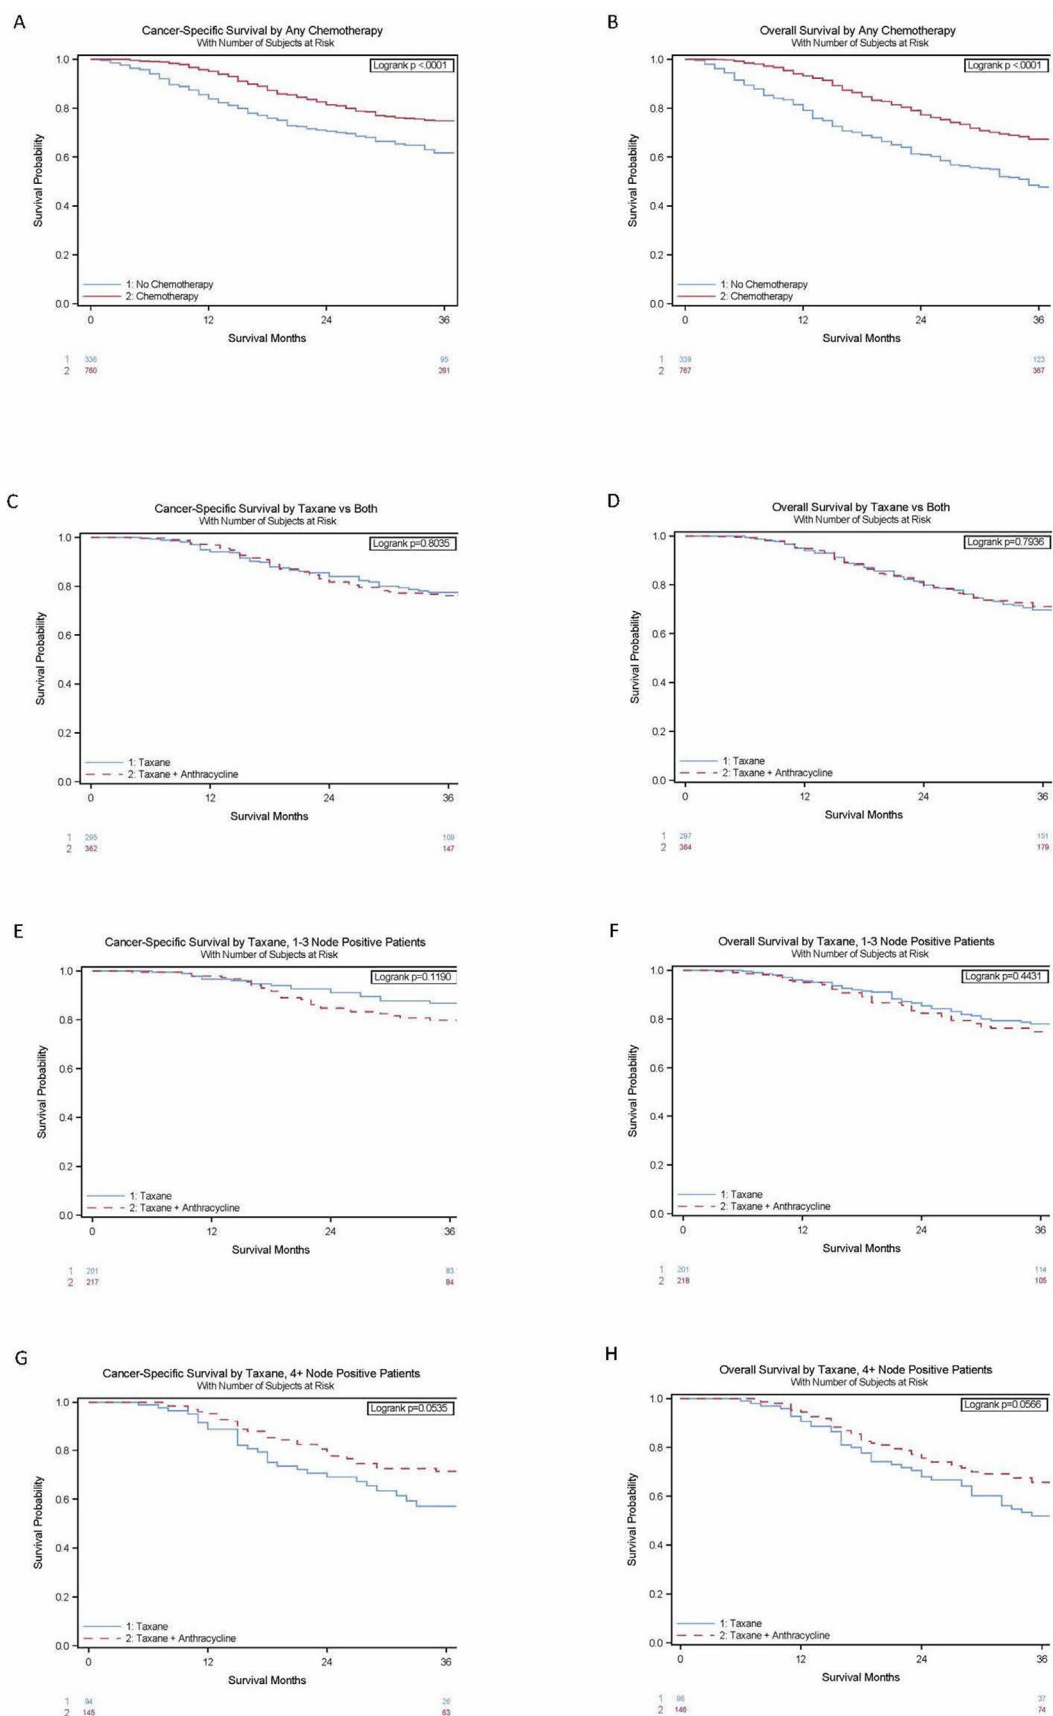 A
Cancer-Specific Survival by Any Chemotherapy
With Number of Subjects at Risk
Logrank p <.0001
1.0
0.8
0.6
0.4
0.2
0.0
Survival Probability
1: No Chemotherapy
2: Chemotherapy
0 12 24 36
Survival Months
1 336 95
2 760 281
B
Overall Survival by Any Chemotherapy
With Number of Subjects at Risk
Logrank p <.0001
1.0
0.8
0.6
0.4
0.2
0.0
Survival Probability
1: No Chemotherapy
2: Chemotherapy
0 12 24 36
Survival Months
1 339 123
2 767 367
C
Cancer-Specific Survival by Taxane vs Both
With Number of Subjects at Risk
Logrank p=0.8035
1.0
0.8
0.6
0.4
0.2
0.0
Survival Probability
1: Taxane
2: Taxane + Anthracycline
0 12 24 36
Survival Months
1 295 109
2 362 147
D
Overall Survival by Taxane vs Both
With Number of Subjects at Risk
Logrank p=0.7936
1.0
0.8
0.6
0.4
0.2
0.0
Survival Probability
1: Taxane
2: Taxane + Anthracycline
0 12 24 36
Survival Months
1 297 151
2 364 179
E
Cancer-Specific Survival by Taxane, 1-3 Node Positive Patients
With Number of Subjects at Risk
Logrank p=0.1190
1.0
0.8
0.6
0.4
0.2
0.0
Survival Probability
1: Taxane
2: Taxane + Anthracycline
0 12 24 36
Survival Months
1 201 83
2 217 84
F
Overall Survival by Taxane, 1-3 Node Positive Patients
With Number of Subjects at Risk
Logrank p=0.4431
1.0
0.8
0.6
0.4
0.2
0.0
Survival Probability
1: Taxane
2: Taxane + Anthracycline
0 12 24 36
Survival Months
1 201 114
2 218 105
G
Cancer-Specific Survival by Taxane, 4+ Node Positive Patients
With Number of Subjects at Risk
Logrank p=0.0535
1.0
0.8
0.6
0.4
0.2
0.0
Survival Probability
1: Taxane
2: Taxane + Anthracycline
0 12 24 36
Survival Months
1 94 26
2 145 63
H
Overall Survival by Taxane, 4+ Node Positive Patients
With Number of Subjects at Risk
Logrank p=0.0566
1.0
0.8
0.6
0.4
0.2
0.0
Survival Probability
1: Taxane
2: Taxane + Anthracycline
0 12 24 36
Survival Months
1 96 37
2 146 74